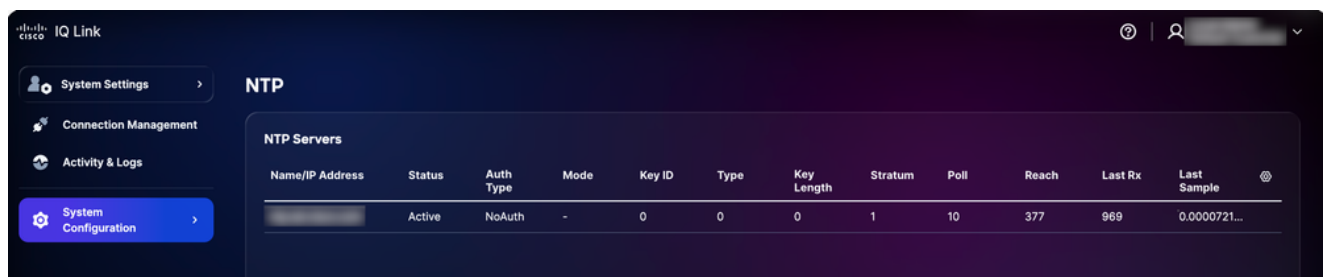 CISCO IQ Link
System Settings
NTP
Connection Management
NTP Servers
Activity & Logs
Name/IP Address Status Auth Type Mode Key ID Type Key Length Stratum Poll Reach Last Rx Last Sample
System Configuration
Active NoAuth - 0 0 0 1 10 377 969 0.0000721...